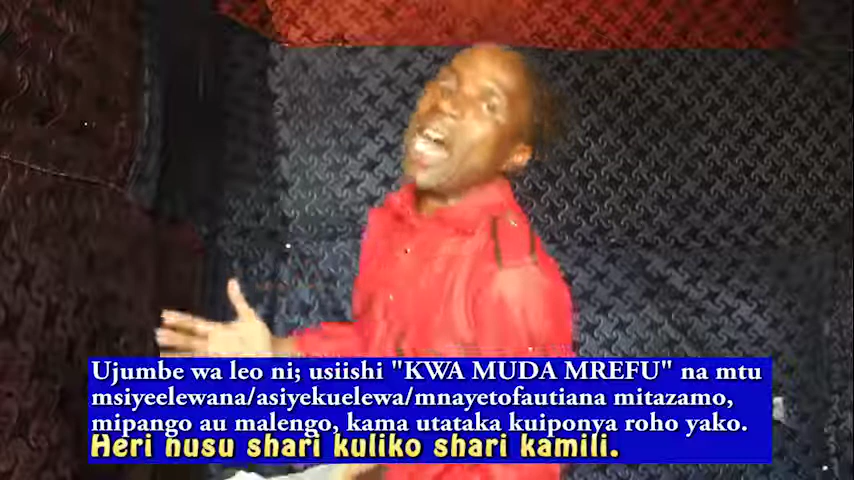 Ujumbe wa leo ni; usiishi "KWA MUDA MREFU" na mtu
msiyeelewana/asiyekuelewa/mnayetofautiana mitazamo,
mipango au malengo, kama utataka kuiponya roho yako.
Heri nusu shari kuliko shari kamili.